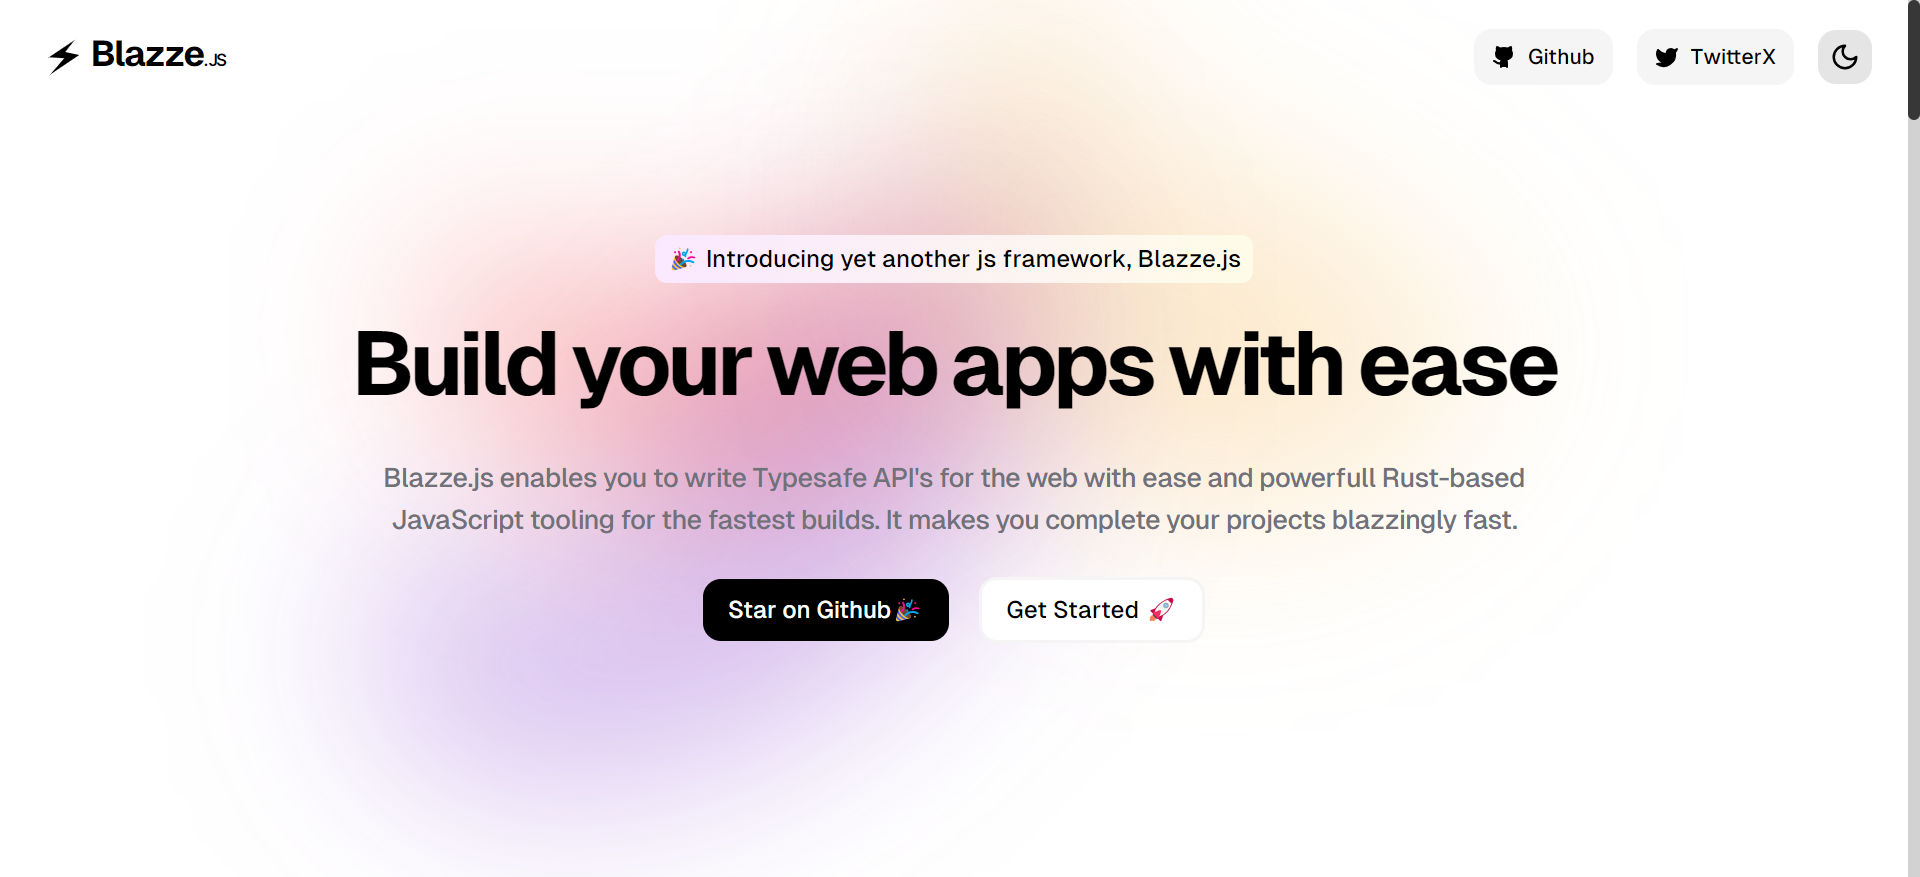 Blazze.JS
Github
TwitterX
🎉 Introducing yet another js framework, Blazze.js
Build your web apps with ease
Blazze.js enables you to write Typesafe API's for the web with ease and powerfull Rust-based
JavaScript tooling for the fastest builds. It makes you complete your projects blazzingly fast.
Star on Github 🎉
Get Started 🚀